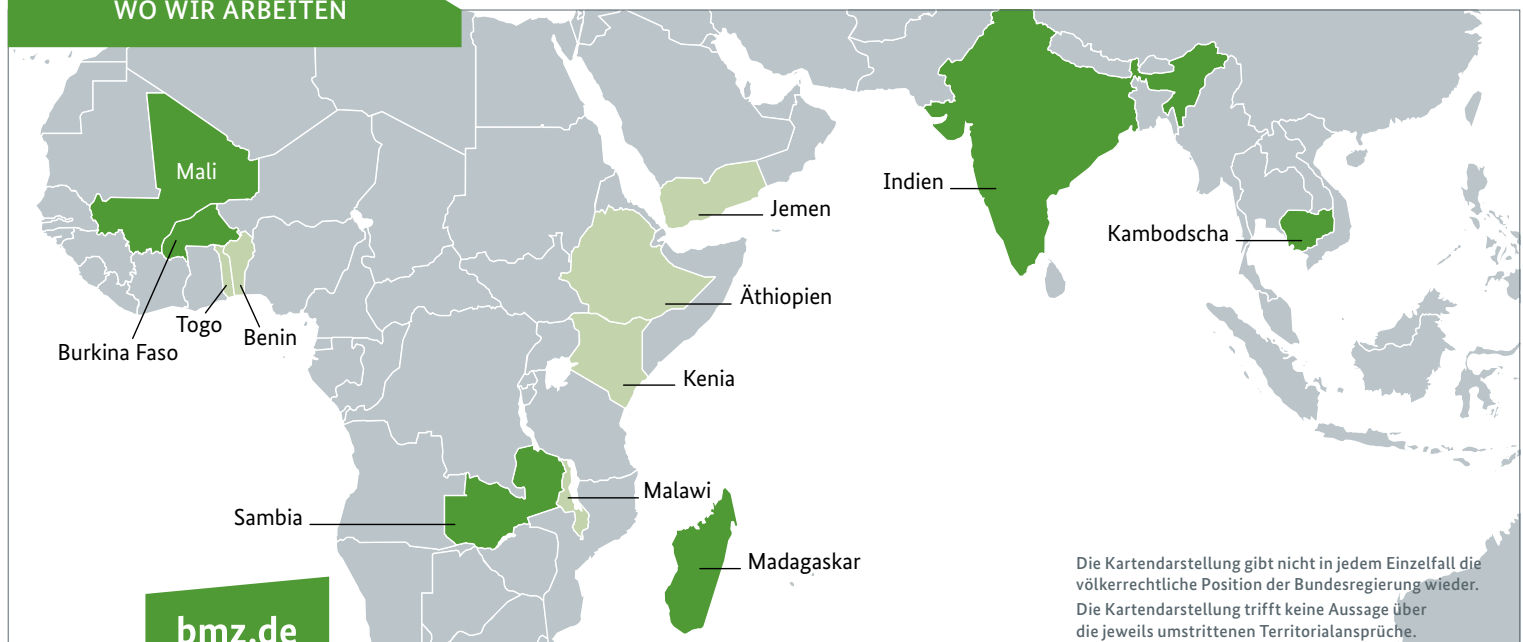 WO WIR ARBEITEN
Mali
Indien
Jemen
Kambodscha
Äthiopien
Togo
Benin
Burkina Faso
Kenia
Malawi
Sambia
Madagaskar
Die Kartendarstellung gibt nicht in jedem Einzelfall die
völkerrechtliche Position der Bundesregierung wieder.
Die Kartendarstellung trifft keine Aussage über
die jeweils umstrittenen Territorialansprüche.
bmz.de